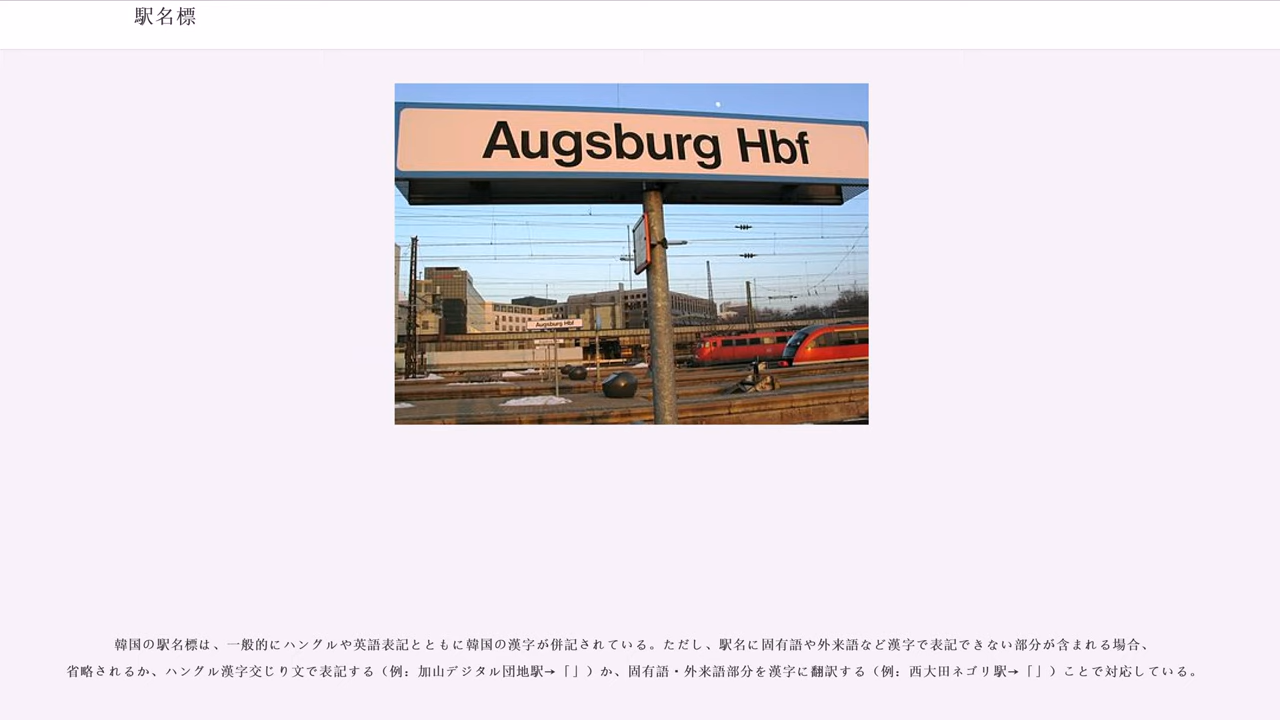 駅名標
Augsburg Hbf
Augsburg Hbf
韓国の駅名標は、一般的にハングルや英語表記とともに韓国の漢字が併記されている。ただし、駅名に固有語や外来語など漢字で表記できない部分が含まれる場合、
省略されるか、ハングル漢字交じり文で表記する（例：加山デジタル団地駅→「」）か、固有語・外来語部分を漢字に翻訳する（例：西大田ネゴリ駅→「」）ことで対応している。